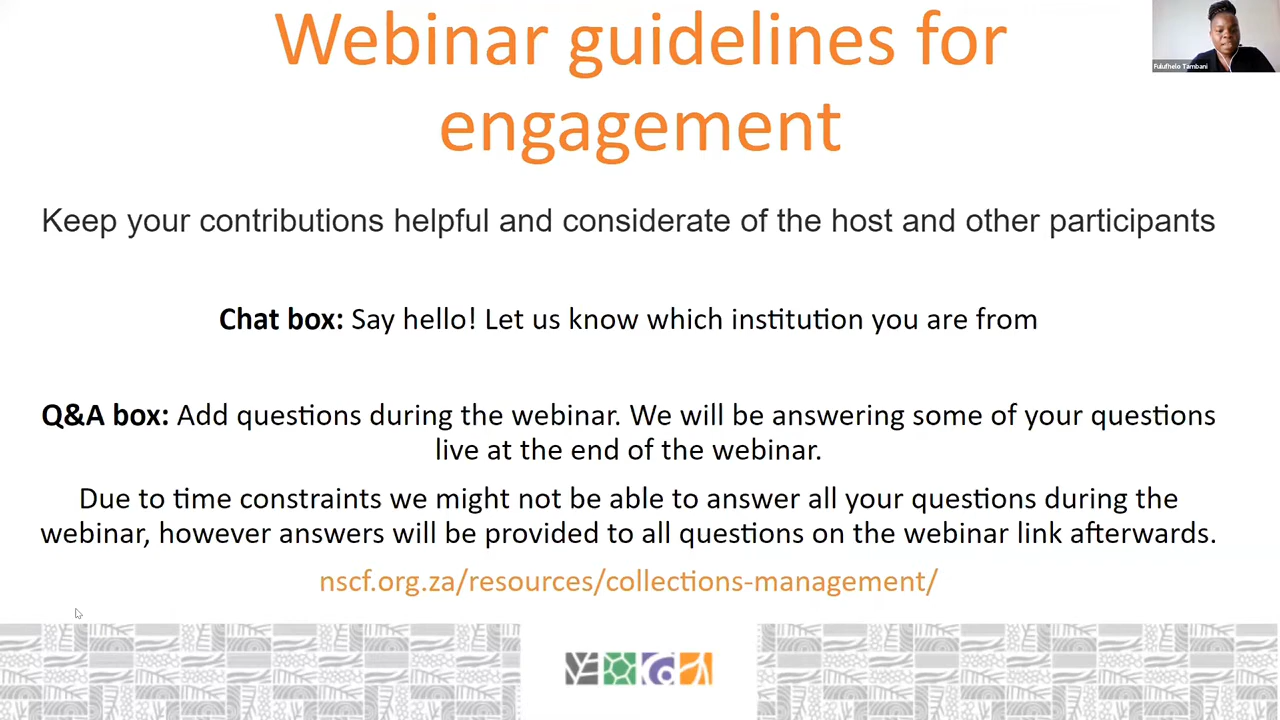 Webinar guidelines for
engagement
Fulufhelo Tambani
Keep your contributions helpful and considerate of the host and other participants
Chat box: Say hello! Let us know which institution you are from
Q&A box: Add questions during the webinar. We will be answering some of your questions
live at the end of the webinar.
Due to time constraints we might not be able to answer all your questions during the
webinar, however answers will be provided to all questions on the webinar link afterwards.
nscf.org.za/resources/collections-management/